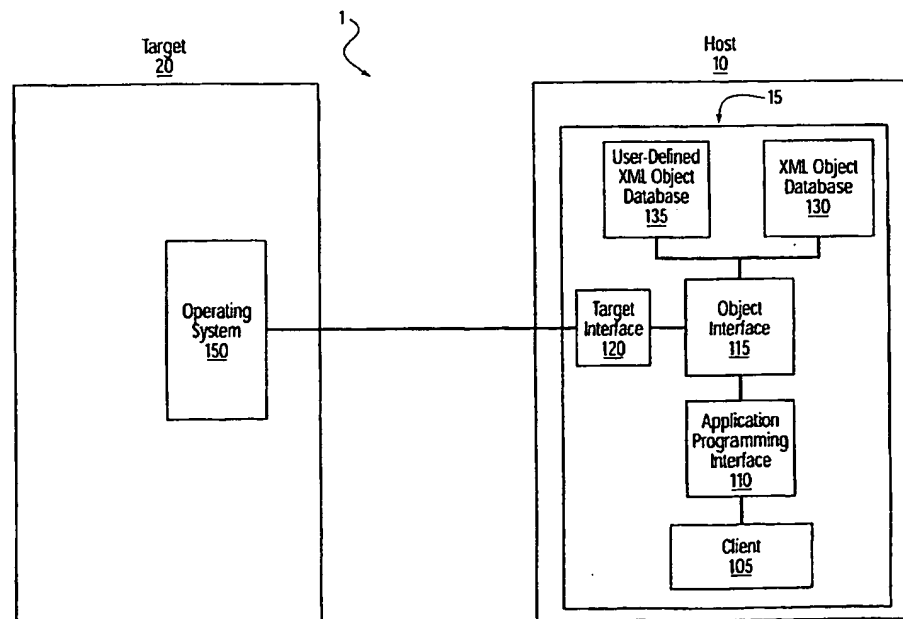 1
Target
20
Host
10
15
User-Defined
XML Object
Database
135
XML Object
Database
130
Operating
System
150
Target
Interface
120
Object
Interface
115
Application
Programming
Interface
110
Client
105